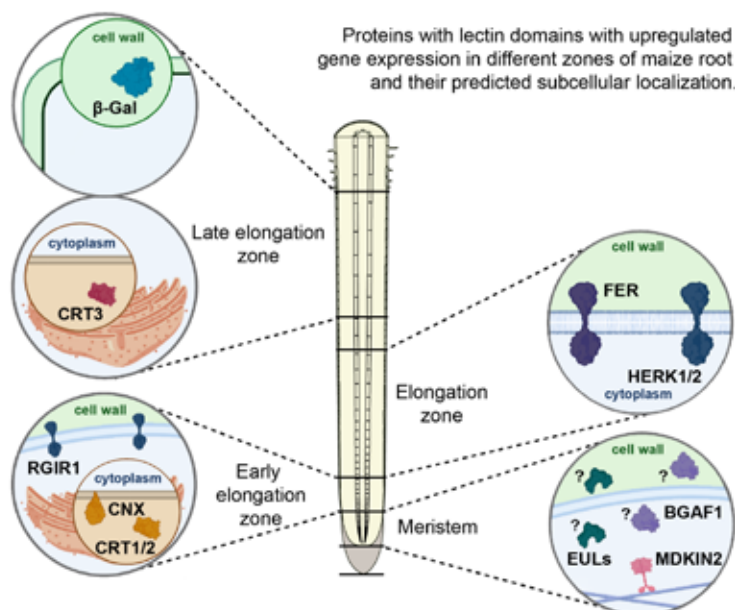 Proteins with lectin domains with upregulated
gene expression in different zones of maize root
and their predicted subcellular localization.
cell wall
β-Gal
Late elongation
zone
cytoplasm
CRT3
cell wall
FER
HERK1/2
cytoplasm
Elongation
zone
cell wall
RGIR1
cytoplasm
CNX
CRT1/2
Early
elongation
zone
Meristem
cell wall
?
?
BGAF1
?
?
EULs
MDKIN2